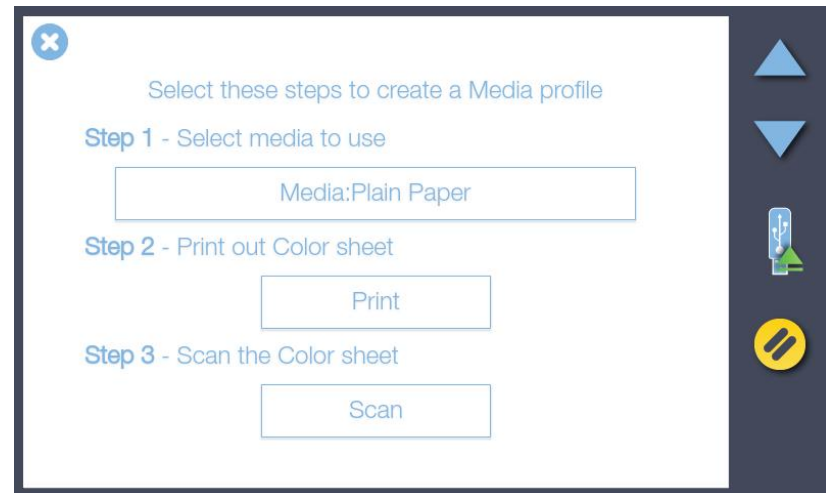 Select these steps to create a Media profile
Step 1 - Select media to use
Media:Plain Paper
Step 2 - Print out Color sheet
Print
Step 3 - Scan the Color sheet
Scan